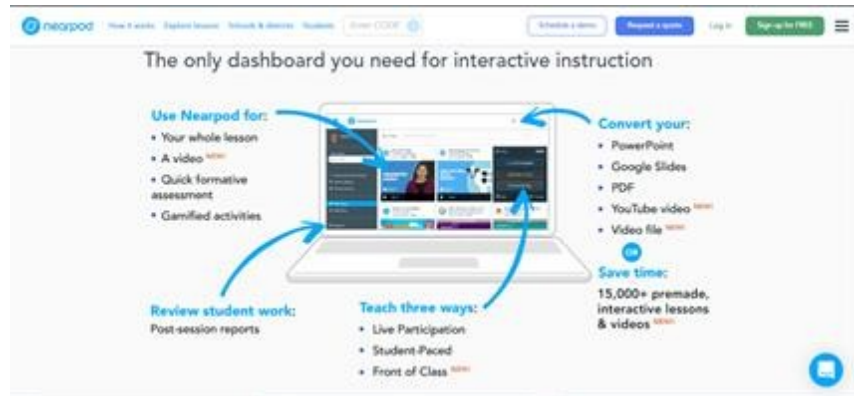 nearpod
How it works Explore lessons Schools & districts Students Enter CODE Schedule a demo Request a quote Log in Sign up for FREE
The only dashboard you need for interactive instruction
Use Nearpod for:
• Your whole lesson
• A video NEW!
• Quick formative
assessment
• Gamified activities
Convert your:
• PowerPoint
• Google Slides
• PDF
• YouTube video NEW!
• Video file NEW!
OR
Save time:
15,000+ premade,
interactive lessons
& videos NEW!
Review student work:
Post-session reports
Teach three ways:
• Live Participation
• Student-Paced
• Front of Class NEW!